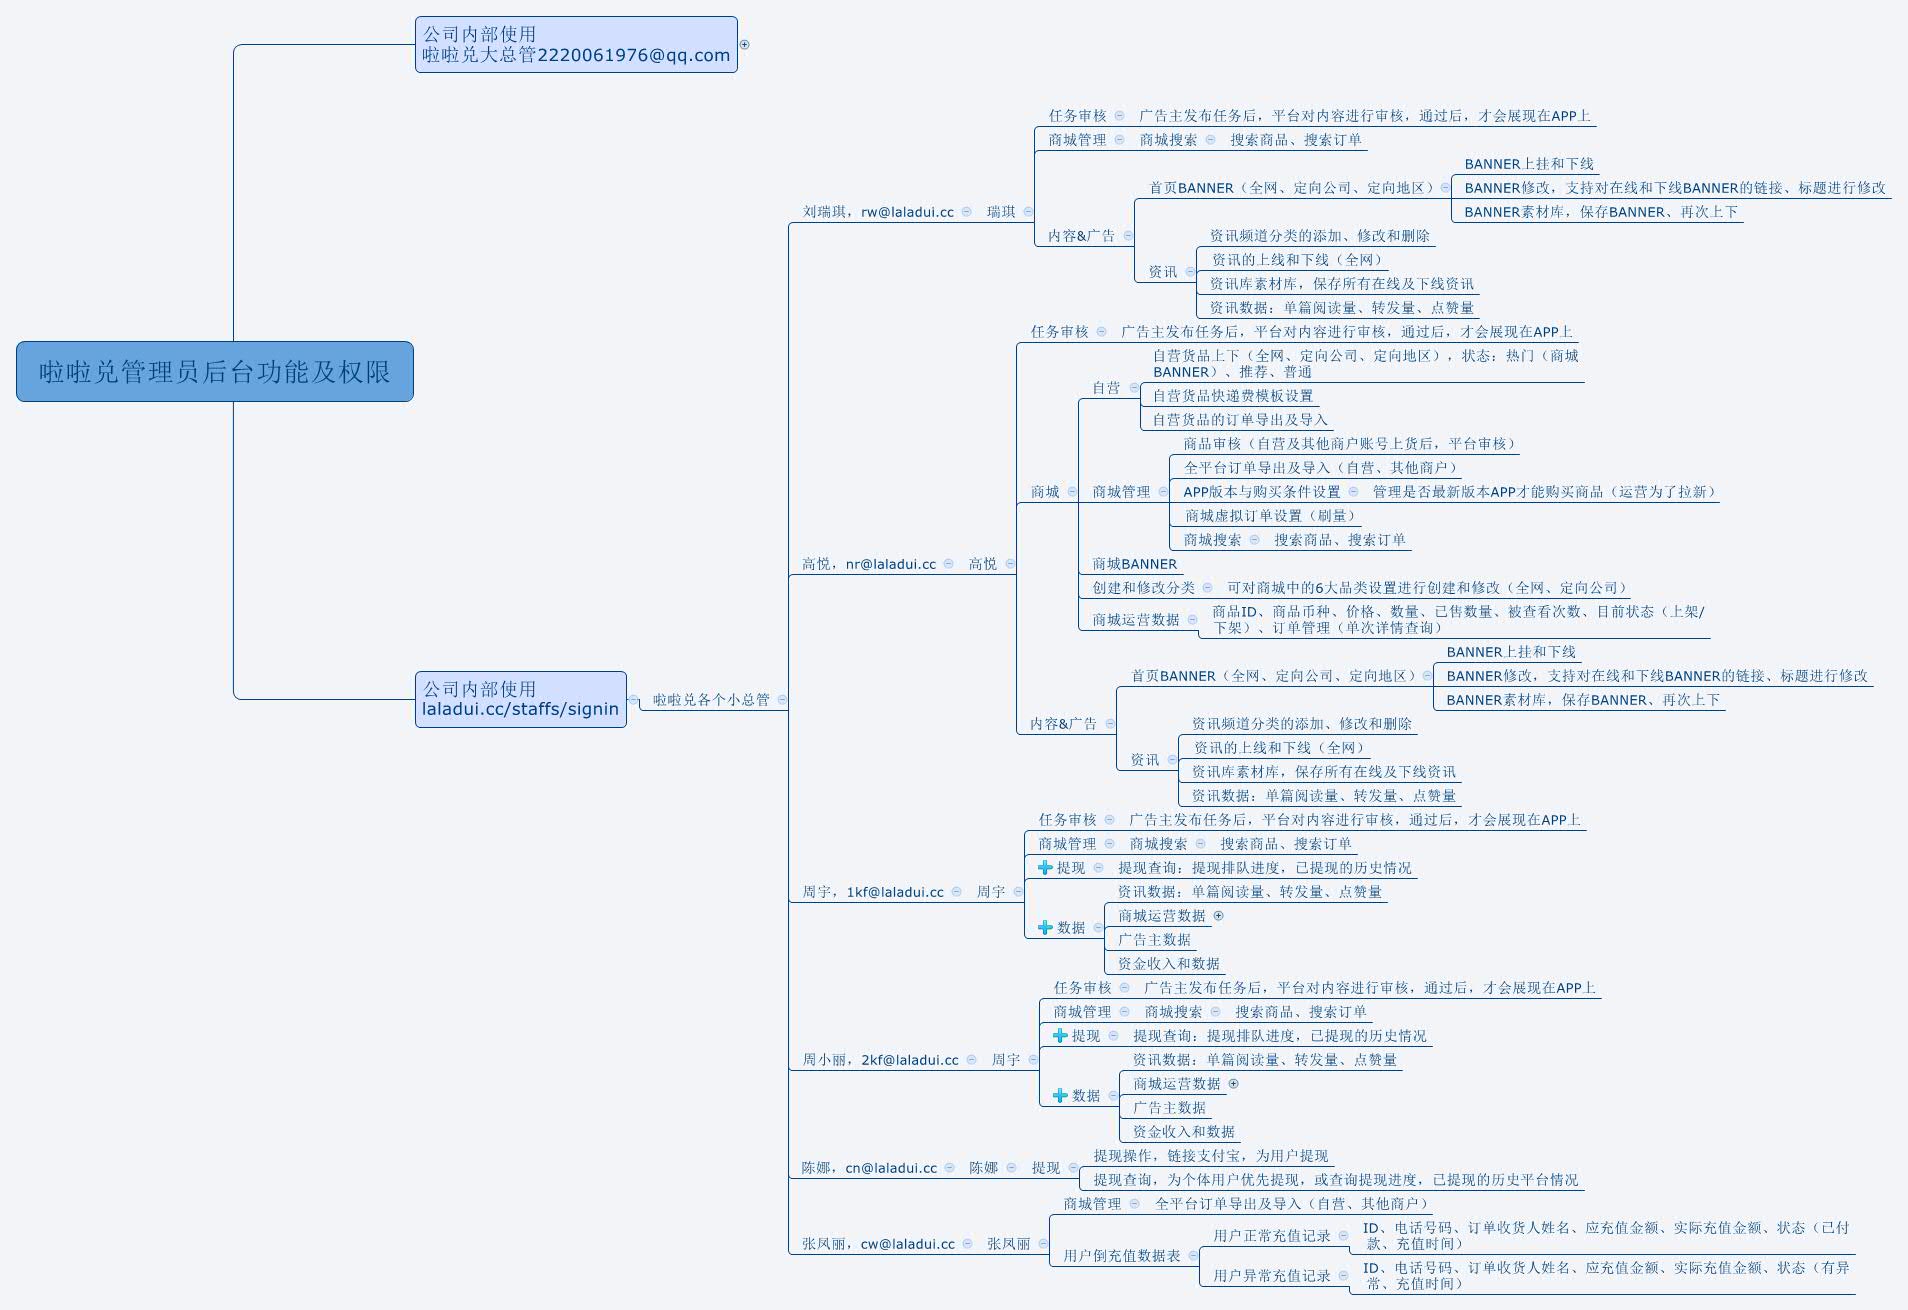 公司内部使用
啦啦兑大总管2220061976@qq.com
啦啦兑管理员后台功能及权限
公司内部使用
laladui.cc/staffs/signin
啦啦兑各个小总管
刘瑞琪，rw@laladui.cc
瑞琪
任务审核
广告主发布任务后，平台对内容进行审核，通过后，才会展现在APP上
商城管理
商城搜索
搜索商品、搜索订单
内容&广告
首页BANNER（全网、定向公司、定向地区）
BANNER上挂和下线
BANNER修改，支持对在线和下线BANNER的链接、标题进行修改
BANNER素材库，保存BANNER、再次上下
资讯
资讯频道分类的添加、修改和删除
资讯的上线和下线（全网）
资讯库素材库，保存所有在线及下线资讯
资讯数据：单篇阅读量、转发量、点赞量
高悦，nr@laladui.cc
高悦
任务审核
广告主发布任务后，平台对内容进行审核，通过后，才会展现在APP上
商城
自营
自营货品上下（全网、定向公司、定向地区），状态：热门（商城
BANNER）、推荐、普通
自营货品快递费模板设置
自营货品的订单导出及导入
商城管理
商品审核（自营及其他商户账号上货后，平台审核）
全平台订单导出及导入（自营、其他商户）
APP版本与购买条件设置
管理是否最新版本APP才能购买商品（运营为了拉新）
商城虚拟订单设置（刷量）
商城搜索
搜索商品、搜索订单
商城BANNER
创建和修改分类
可对商城中的6大品类设置进行创建和修改（全网、定向公司）
商城运营数据
商品ID、商品币种、价格、数量、已售数量、被查看次数、目前状态（上架/
下架）、订单管理（单次详情查询）
内容&广告
首页BANNER（全网、定向公司、定向地区）
BANNER上挂和下线
BANNER修改，支持对在线和下线BANNER的链接、标题进行修改
BANNER素材库，保存BANNER、再次上下
资讯
资讯频道分类的添加、修改和删除
资讯的上线和下线（全网）
资讯库素材库，保存所有在线及下线资讯
资讯数据：单篇阅读量、转发量、点赞量
周宇，1kf@laladui.cc
周宇
任务审核
广告主发布任务后，平台对内容进行审核，通过后，才会展现在APP上
商城管理
商城搜索
搜索商品、搜索订单
提现
提现查询：提现排队进度，已提现的历史情况
数据
资讯数据：单篇阅读量、转发量、点赞量
商城运营数据
广告主数据
资金收入和数据
周小丽，2kf@laladui.cc
周宇
任务审核
广告主发布任务后，平台对内容进行审核，通过后，才会展现在APP上
商城管理
商城搜索
搜索商品、搜索订单
提现
提现查询：提现排队进度，已提现的历史情况
数据
资讯数据：单篇阅读量、转发量、点赞量
商城运营数据
广告主数据
资金收入和数据
陈娜，cn@laladui.cc
陈娜
提现
提现操作，链接支付宝，为用户提现
提现查询，为个体用户优先提现，或查询提现进度，已提现的历史平台情况
张凤丽，cw@laladui.cc
张凤丽
商城管理
全平台订单导出及导入（自营、其他商户）
用户倒充值数据表
用户正常充值记录
ID、电话号码、订单收货人姓名、应充值金额、实际充值金额、状态（已付
款、充值时间）
用户异常充值记录
ID、电话号码、订单收货人姓名、应充值金额、实际充值金额、状态（有异
常、充值时间）